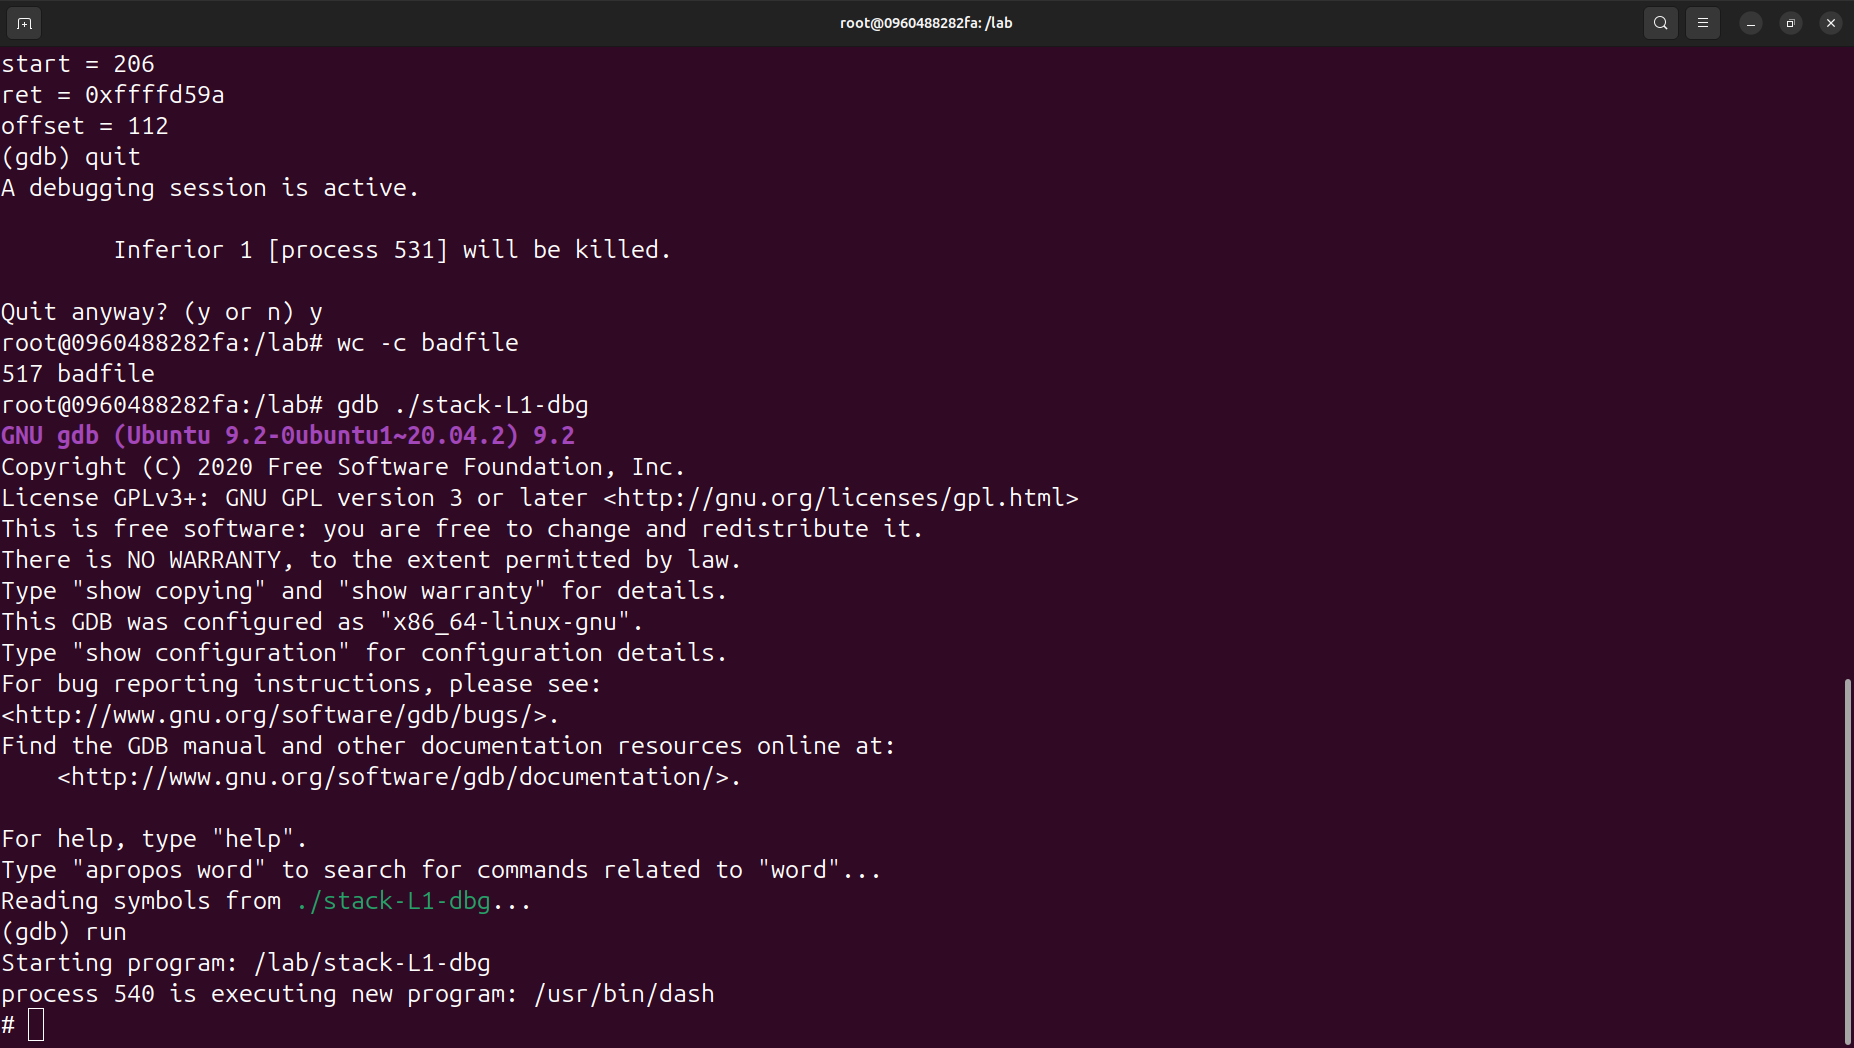 root@0960488282fa: /lab
start = 206
ret = 0xffffd59a
offset = 112
(gdb) quit
A debugging session is active.
Inferior 1 [process 531] will be killed.
Quit anyway? (y or n) y
root@0960488282fa:/lab# wc -c badfile
517 badfile
root@0960488282fa:/lab# gdb ./stack-L1-dbg
GNU gdb (Ubuntu 9.2-0ubuntu1~20.04.2) 9.2
Copyright (C) 2020 Free Software Foundation, Inc.
License GPLv3+: GNU GPL version 3 or later <http://gnu.org/licenses/gpl.html>
This is free software: you are free to change and redistribute it.
There is NO WARRANTY, to the extent permitted by law.
Type "show copying" and "show warranty" for details.
This GDB was configured as "x86_64-linux-gnu".
Type "show configuration" for configuration details.
For bug reporting instructions, please see:
<http://www.gnu.org/software/gdb/bugs/>.
Find the GDB manual and other documentation resources online at:
    <http://www.gnu.org/software/gdb/documentation/>.
For help, type "help".
Type "apropos word" to search for commands related to "word"...
Reading symbols from ./stack-L1-dbg...
(gdb) run
Starting program: /lab/stack-L1-dbg
process 540 is executing new program: /usr/bin/dash
#